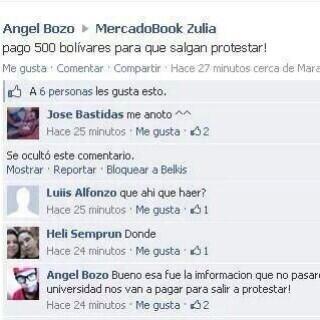 Angel Bozo ▶ MercadoBook Zulia
pago 500 bolívares para que salgan protestar!
Me gusta · Comentar · Compartir · Hace 27 minutos cerca de Mara
A 6 personas les gusta esto.
Jose Bastidas me anoto ^^
Hace 25 minutos · Me gusta · 2
Se ocultó este comentario.
Mostrar · Reportar · Bloquear a Belkis
Luiis Alfonzo que ahi que haer?
Hace 25 minutos · Me gusta · 1
Heli Semprun Donde
Hace 24 minutos · Me gusta · 1
Angel Bozo Bueno esa fue la imformacion que no pasaro
universidad nos van a pagar para salir a protestar!
Hace 24 minutos · Me gusta · 2